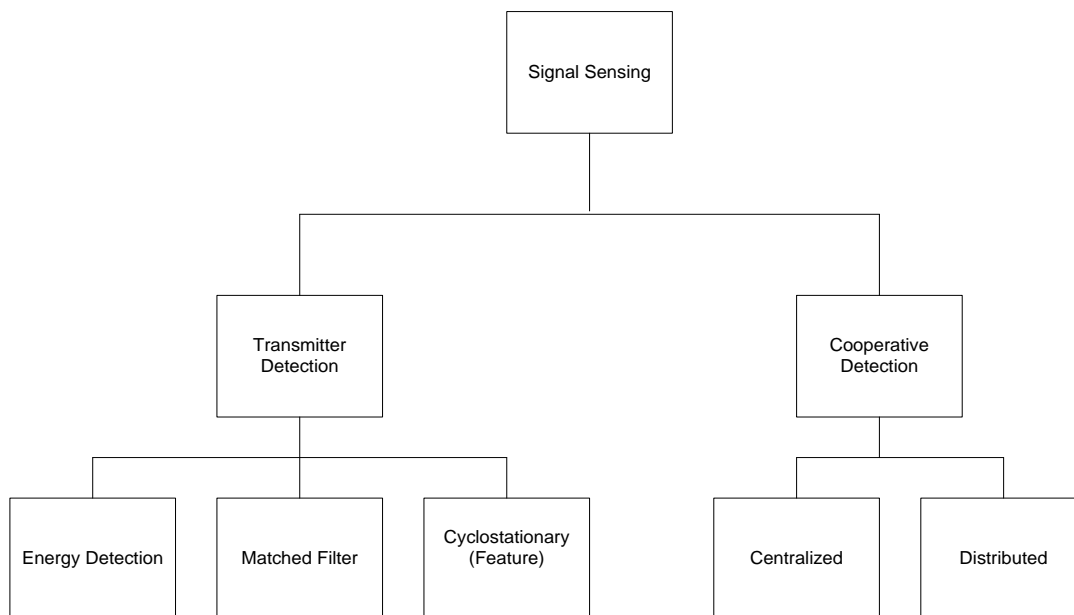 Signal Sensing
Transmitter
Detection
Cooperative
Detection
Energy Detection
Matched Filter
Cyclostationary
(Feature)
Centralized
Distributed